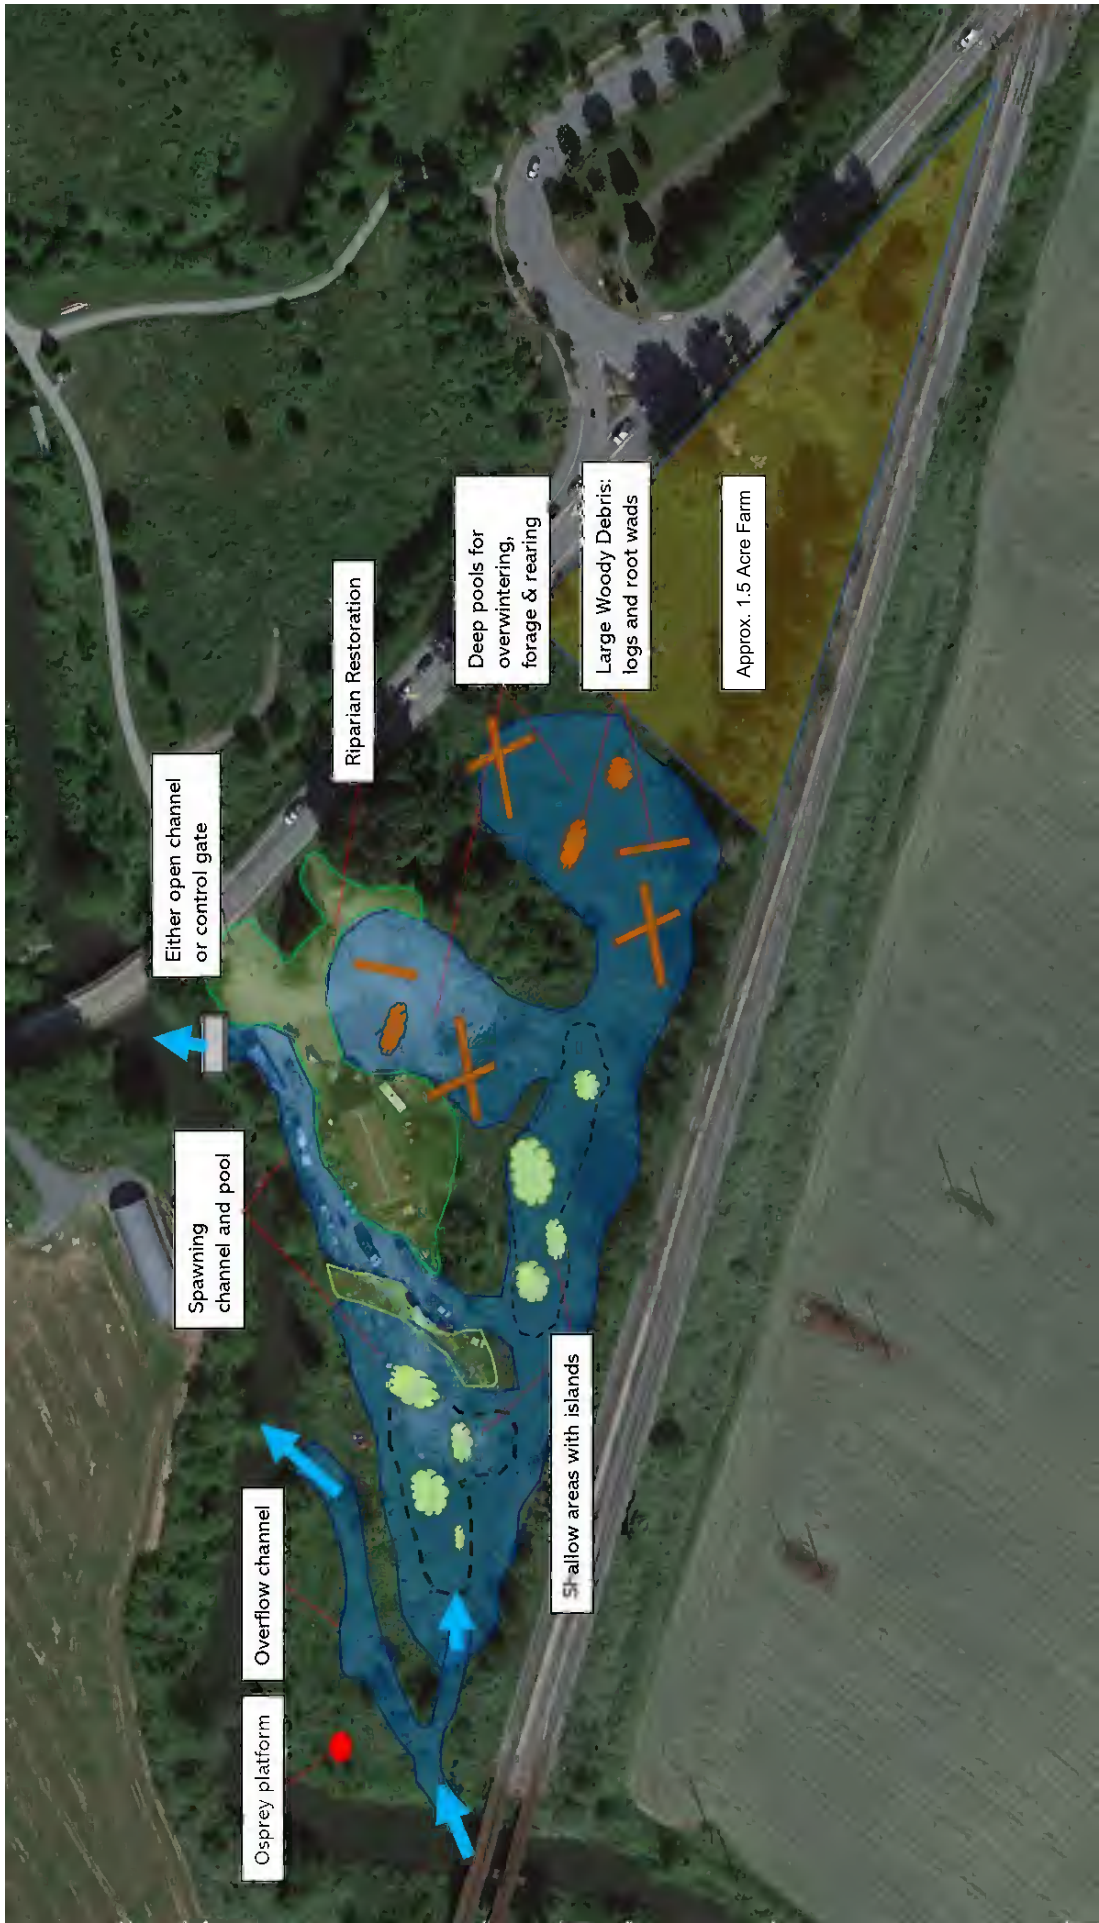 Osprey platform
Overflow channel
Spawning
channel and pool
Either open channel
or control gate
Riparian Restoration
Deep pools for
overwintering,
forage & rearing
Large Woody Debris:
logs and root wads
Approx. 1.5 Acre Farm
Shallow areas with islands